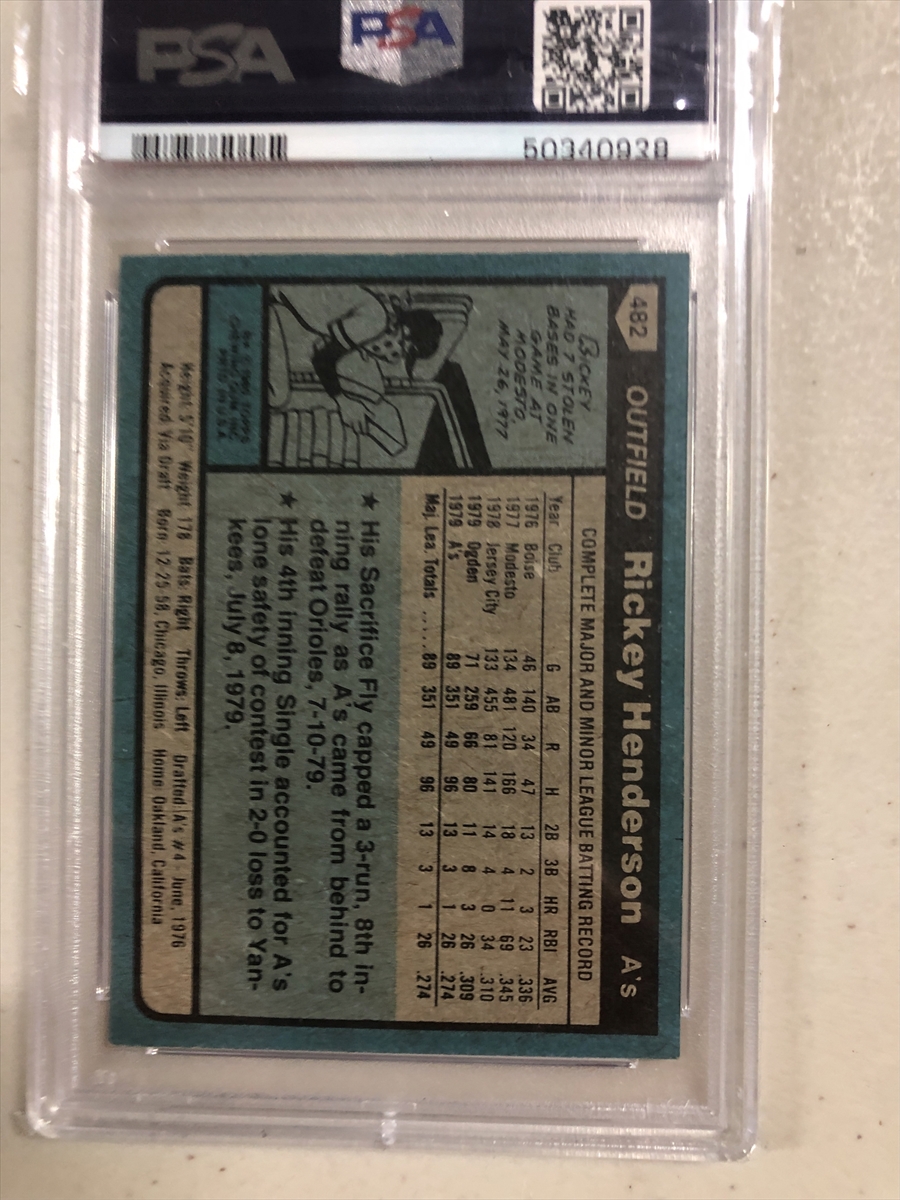 PSA
PSA
50340938
482
OUTFIELD Rickey Henderson A's
RICKEY
HAD 7 STOLEN
BASES IN ONE
GAME AT
MODESTO,
MAY 26, 1977
COMPLETE MAJOR AND MINOR LEAGUE BATTING RECORD
Year Club G AB R H 2B 3B HR RBI AVG
1976 Boise 46 140 34 47 13 2 3 23 .336
1977 Modesto 134 481 120 166 18 4 11 69 .345
1978 Jersey City 133 455 81 141 14 4 0 34 .310
1979 Ogden 71 259 66 80 11 8 3 26 .309
1979 A's 89 351 49 96 13 3 1 26 .274
Maj. Lea. Totals ..... 89 351 49 96 13 3 1 26 .274
★ His Sacrifice Fly capped a 3-run, 8th in-
ning rally as A's came from behind to
defeat Orioles, 7-10-79.
★ His 4th inning Single accounted for A's
lone safety of contest in 2-0 loss to Yan-
kees, July 8, 1979.
© 1980 TOPPS
CHEWING GUM, INC.
PRTD. IN U.S.A.
Height: 5'10" Weight: 178 Bats: Right Throws: Left Drafted: A's #4 - June, 1976
Acquired: Via Draft Born: 12-25-58, Chicago, Illinois Home: Oakland, California